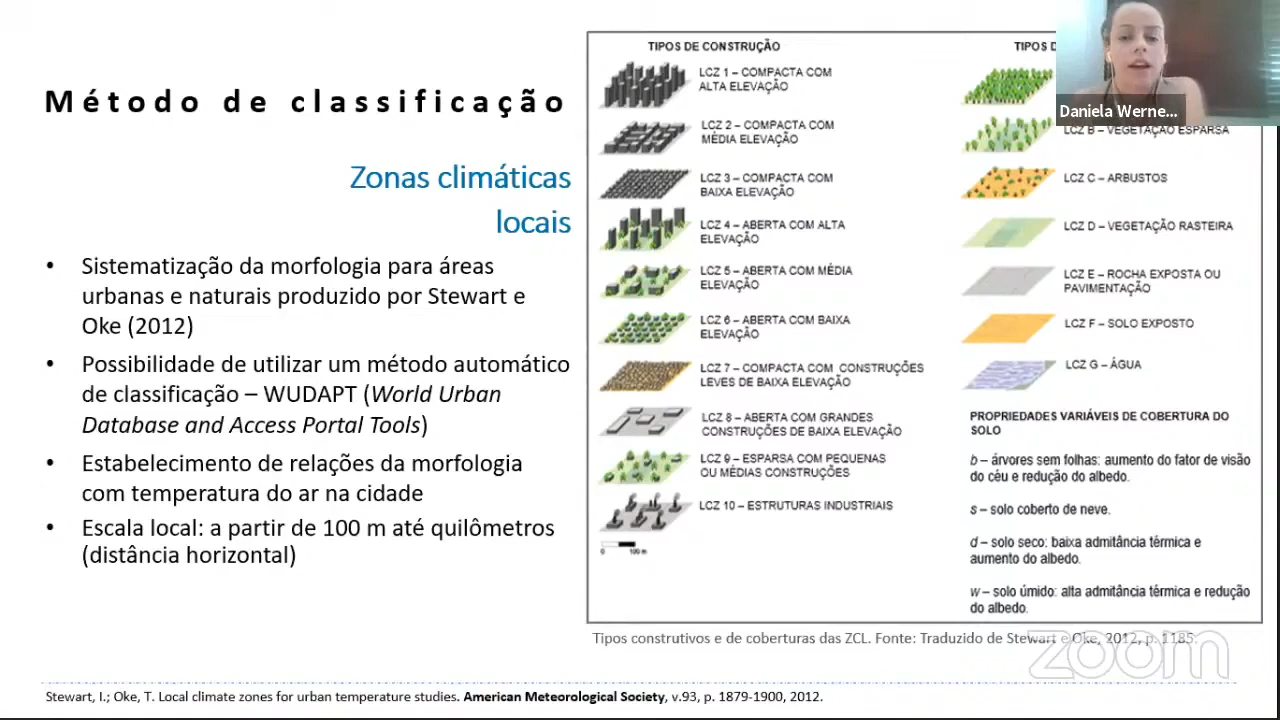 Método de classificação
Zonas climáticas
locais
• Sistematização da morfologia para áreas
urbanas e naturais produzido por Stewart e
Oke (2012)
• Possibilidade de utilizar um método automático
de classificação – WUDAPT (World Urban
Database and Access Portal Tools)
• Estabelecimento de relações da morfologia
com temperatura do ar na cidade
• Escala local: a partir de 100 m até quilômetros
(distância horizontal)
TIPOS DE CONSTRUÇÃO
LCZ 1 – COMPACTA COM
ALTA ELEVAÇÃO
LCZ 2 – COMPACTA COM
MÉDIA ELEVAÇÃO
LCZ 3 – COMPACTA COM
BAIXA ELEVAÇÃO
LCZ 4 – ABERTA COM ALTA
ELEVAÇÃO
LCZ 5 – ABERTA COM MÉDIA
ELEVAÇÃO
LCZ 6 – ABERTA COM BAIXA
ELEVAÇÃO
LCZ 7 – COMPACTA COM CONSTRUÇÕES
LEVES DE BAIXA ELEVAÇÃO
LCZ 8 – ABERTA COM GRANDES
CONSTRUÇÕES DE BAIXA ELEVAÇÃO
LCZ 9 – ESPARSA COM PEQUENAS
OU MÉDIAS CONSTRUÇÕES
LCZ 10 – ESTRUTURAS INDUSTRIAIS
0 100 m
TIPOS
Daniela Werne...
LCZ B – VEGETAÇÃO ESPARSA
LCZ C – ARBUSTOS
LCZ D – VEGETAÇÃO RASTEIRA
LCZ E – ROCHA EXPOSTA OU
PAVIMENTAÇÃO
LCZ F – SOLO EXPOSTO
LCZ G – ÁGUA
PROPRIEDADES VARIÁVEIS DE COBERTURA DO
SOLO
b – árvores sem folhas: aumento do fator de visão
do céu e redução do albedo.
s – solo coberto de neve.
d – solo seco: baixa admitância térmica e
aumento do albedo.
w – solo úmido: alta admitância térmica e redução
do albedo.
Tipos construtivos e de coberturas das ZCL. Fonte: Traduzido de Stewart e Oke, 2012, p. 1185.
zoom
Stewart, I.; Oke, T. Local climate zones for urban temperature studies. American Meteorological Society, v.93, p. 1879-1900, 2012.